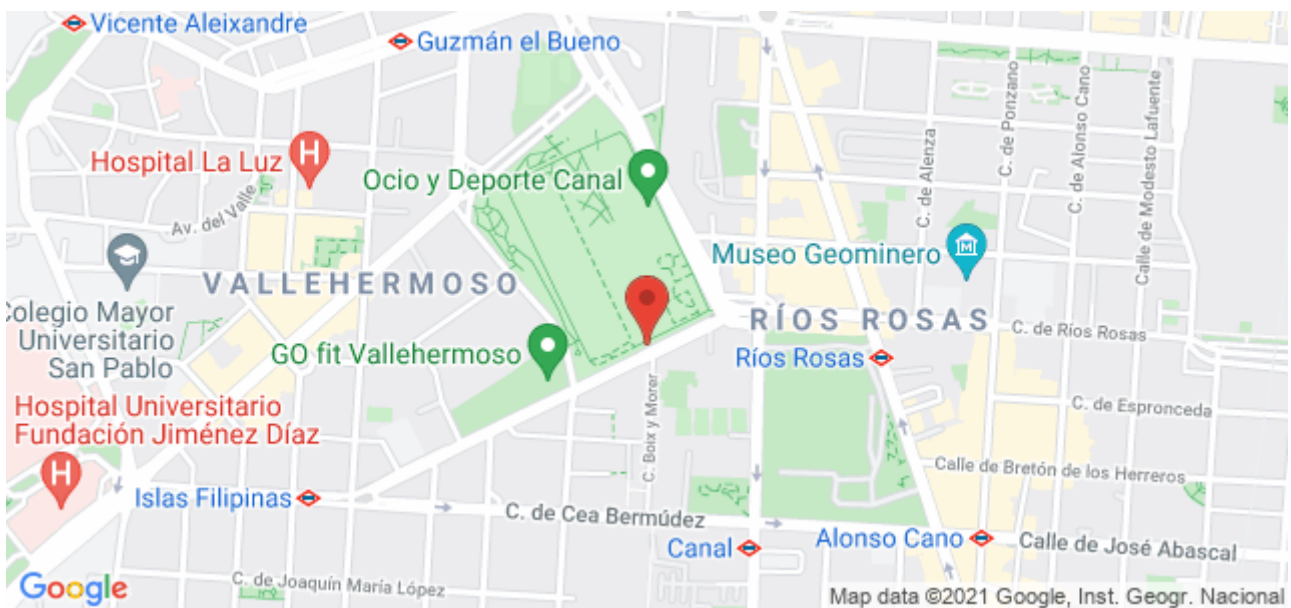 Vicente Aleixandre
Guzmán el Bueno
Hospital La Luz
H
Ocio y Deporte Canal
Av. del Valle
C. de Alenza
C. de Ponzano
C. de Alonso Cano
Calle de Modesto Lafuente
Museo Geominero
M
VALLEHERMOSO
Colegio Mayor
Universitario
San Pablo
RÍOS ROSAS
C. de Ríos Rosas
GO fit Vallehermoso
Ríos Rosas
Hospital Universitario
Fundación Jiménez Díaz
H
C. Boix y Morer
C. de Espronceda
Calle de Bretón de los Herreros
Islas Filipinas
C. de Cea Bermúdez
Canal
Alonso Cano
Calle de José Abascal
C. de Joaquín María López
Google
Map data ©2021 Google, Inst. Geogr. Nacional